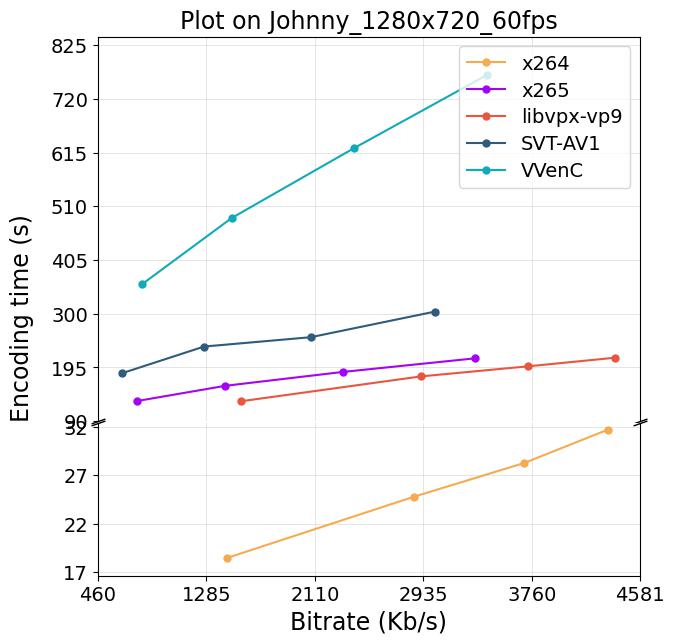 Plot on Johnny_1280x720_60fps
825
720
615
510
405
300
195
90
32
27
22
17
Encoding time (s)
x264
x265
libvpx-vp9
SVT-AV1
VVenC
460 1285 2110 2935 3760 4581
Bitrate (Kb/s)